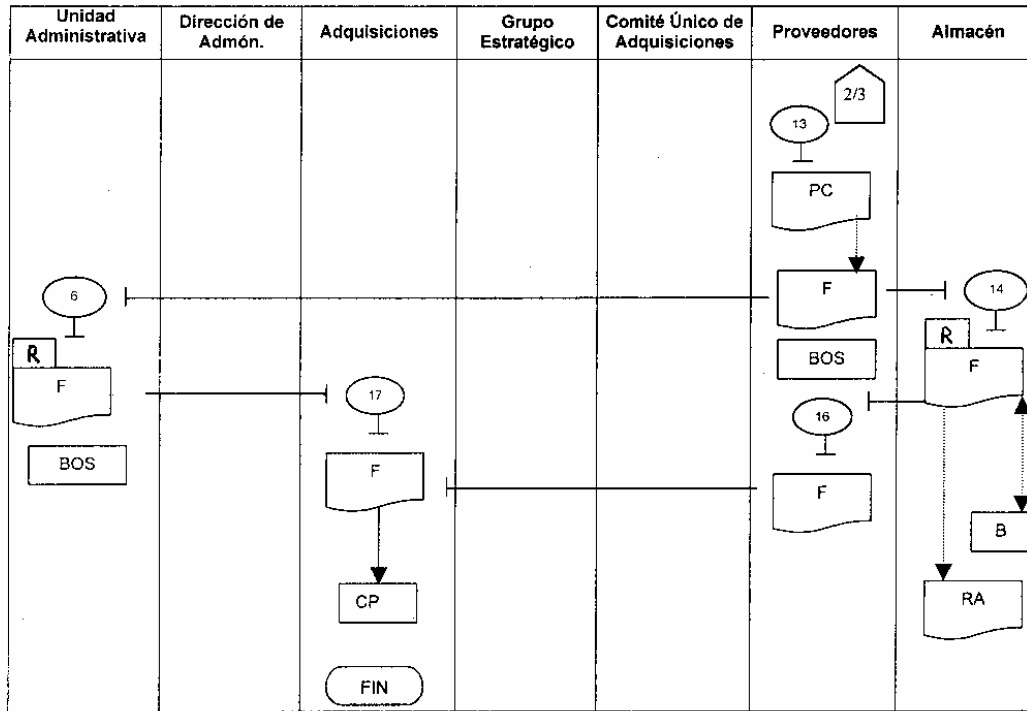 Unidad
Administrativa
Dirección de
Admón.
Adquisiciones
Grupo
Estratégico
Comité Único de
Adquisiciones
Proveedores
Almacén
2/3
13
PC
6
F
14
R
F
BOS
R
F
17
16
BOS
F
F
B
CP
RA
FIN